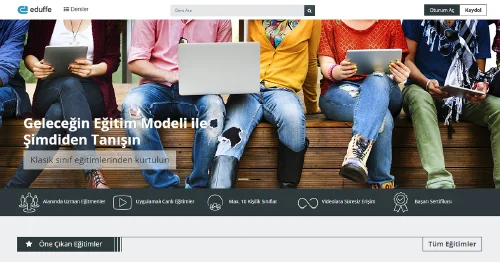 eduffe
Dersler
Ders Ara
Oturum Aç
Kaydol
Geleceğin Eğitim Modeli ile
Şimdiden Tanışın
Klasik sınıf eğitimlerinden kurtulun
Alanında Uzman Eğitmenler
Uygulamalı Canlı Eğitimler
Max. 10 Kişilik Sınıflar
Videolara Süresiz Erişim
Başarı Sertifikası
Öne Çıkan Eğitimler
Tüm Eğitimler